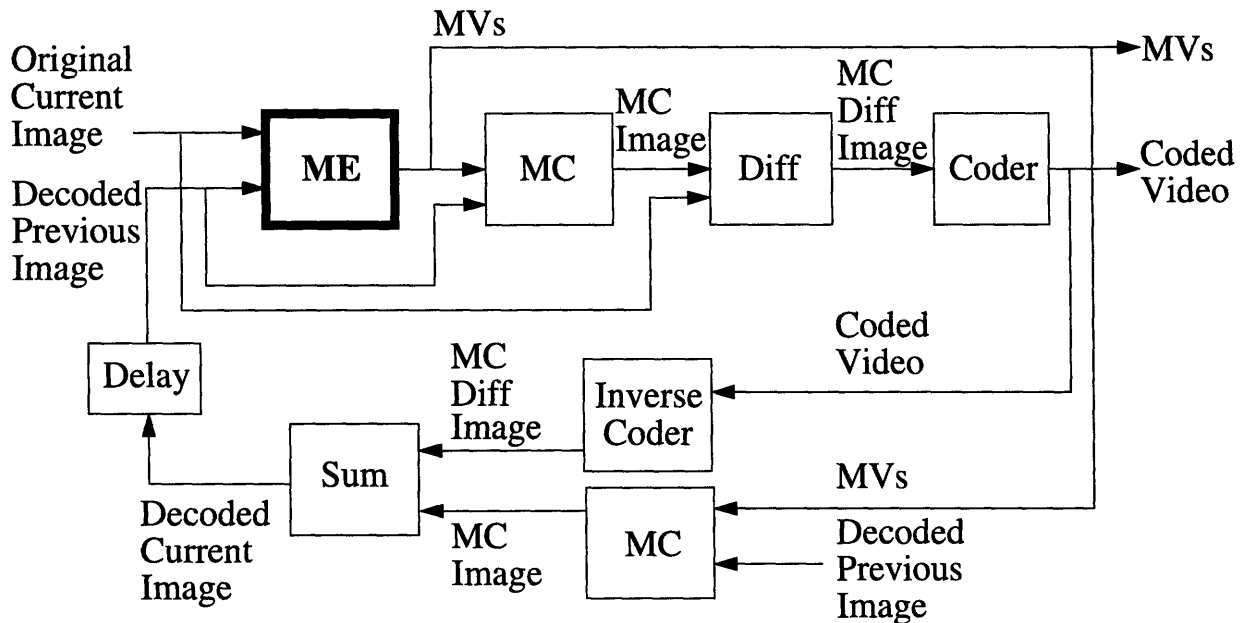 MVs
MVs
Original
Current
Image
ME
MC
Image
MC
MC
Diff
Image
Diff
Coder
Coded
Video
Decoded
Previous
Image
Coded
Video
Delay
MC
Diff
Image
Inverse
Coder
Sum
MVs
Decoded
Current
Image
MC
Image
MC
Decoded
Previous
Image